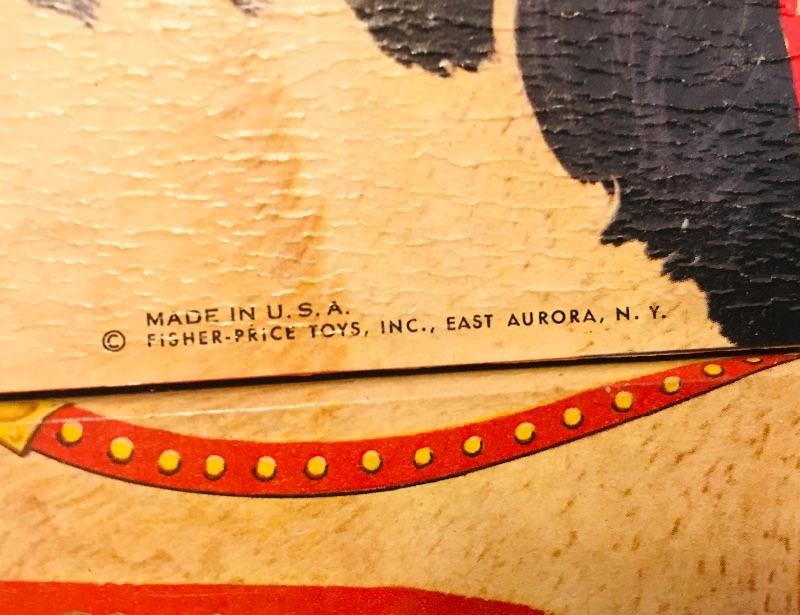 MADE IN U.S.A.
© FISHER-PRICE TOYS, INC., EAST AURORA, N. Y.